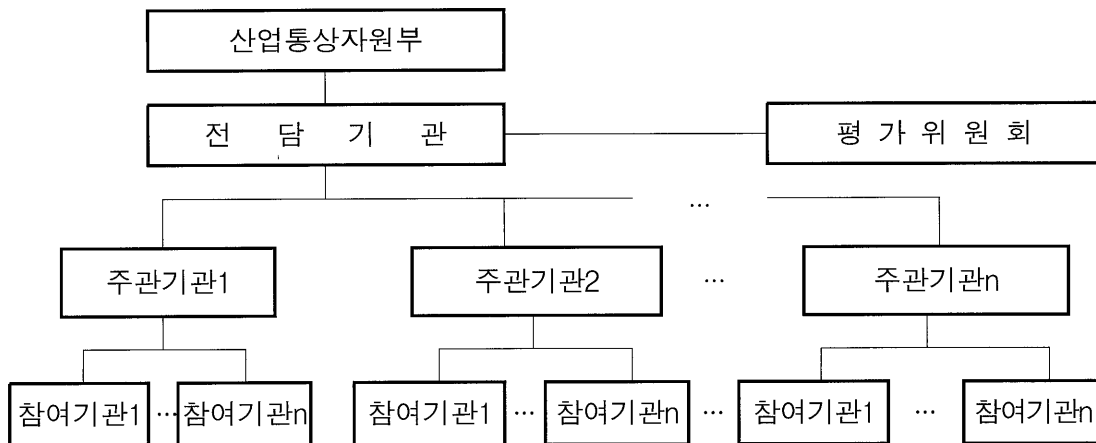 산업통상자원부
전 담 기 관 평 가 위 원 회
...
주관기관1 주관기관2 ... 주관기관n
참여기관1 ... 참여기관n 참여기관1 ... 참여기관n ... 참여기관1 ... 참여기관n